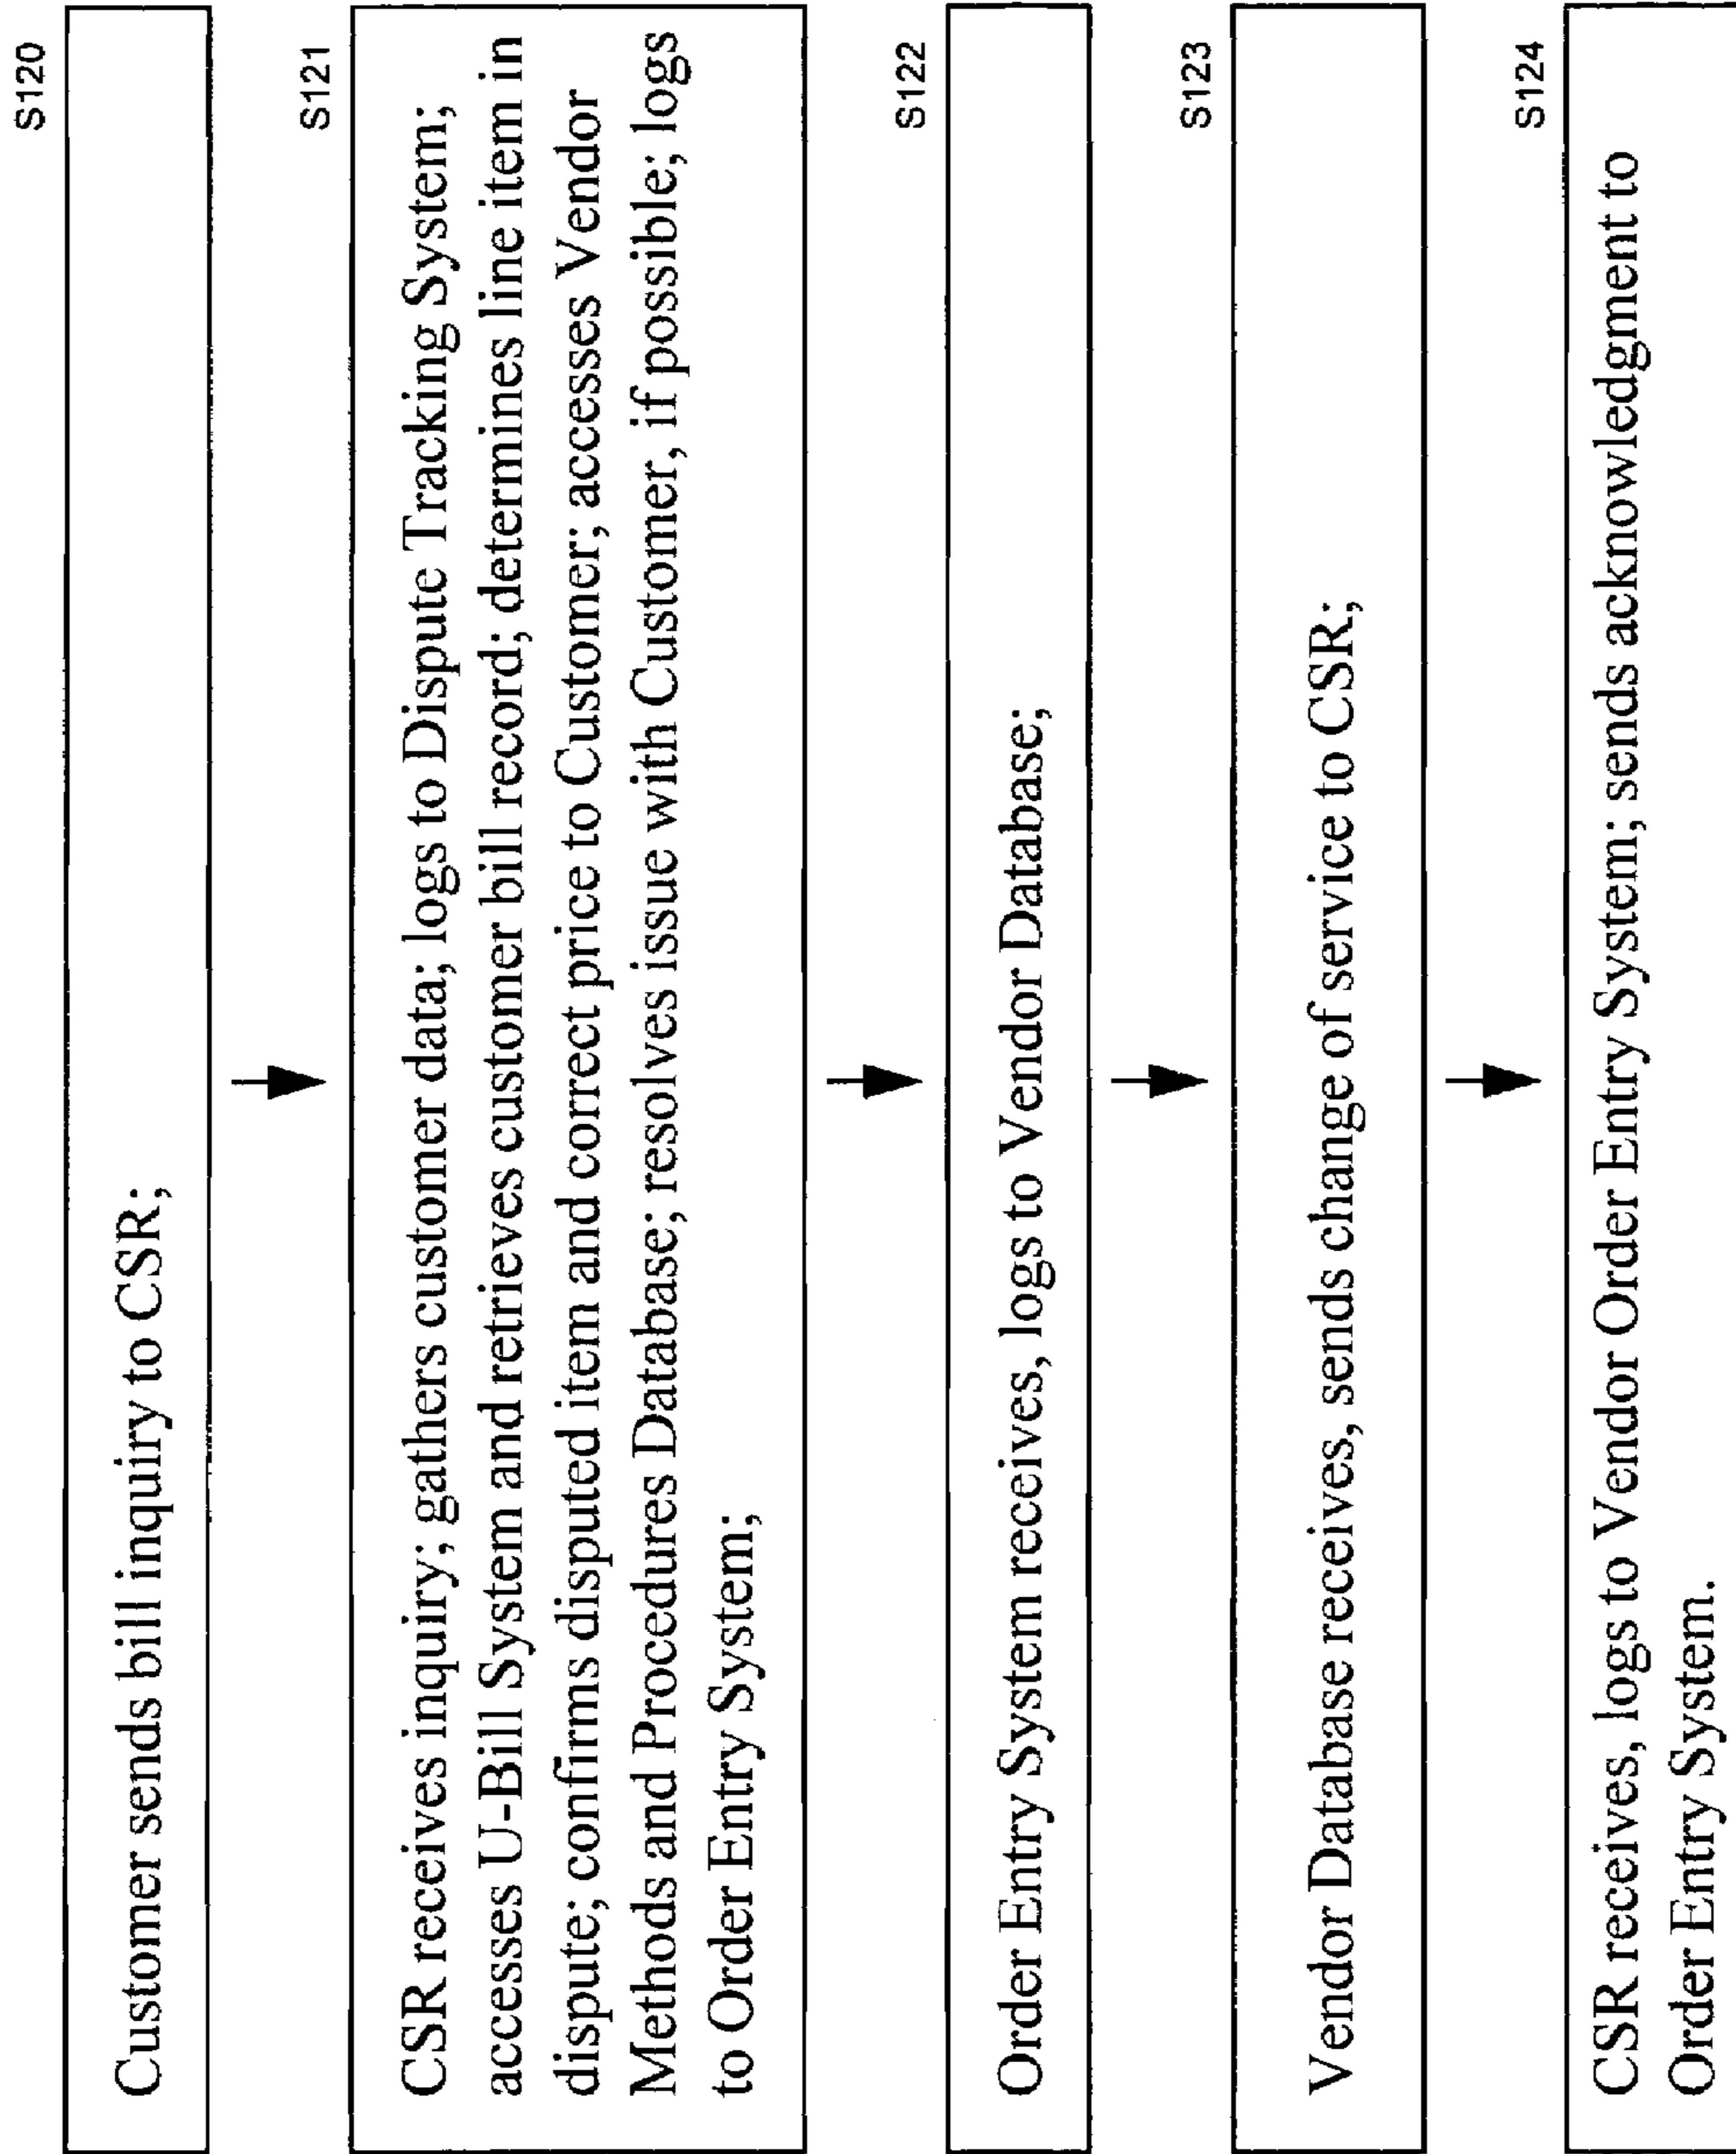 S120
Customer sends bill inquiry to CSR;
S121
CSR receives inquiry; gathers customer data; logs to Dispute Tracking System;
accesses U-Bill System and retrieves customer bill record; determines line item in
dispute; confirms disputed item and correct price to Customer; accesses Vendor
Methods and Procedures Database; resolves issue with Customer, if possible; logs
to Order Entry System;
S122
Order Entry System receives, logs to Vendor Database;
S123
Vendor Database receives, sends change of service to CSR;
S124
CSR receives, logs to Vendor Order Entry System; sends acknowledgment to
Order Entry System.